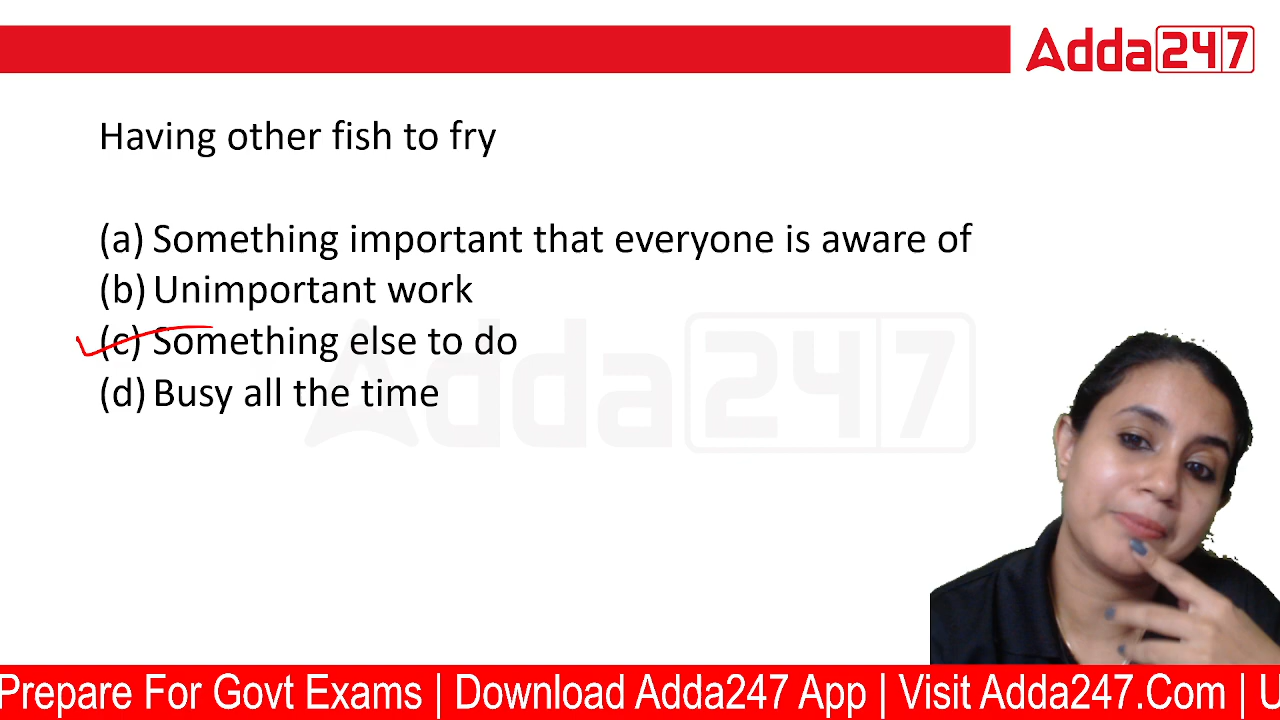 Adda247
Having other fish to fry
(a) Something important that everyone is aware of
(b) Unimportant work
(c) Something else to do
(d) Busy all the time
Adda247
Prepare For Govt Exams | Download Adda247 App | Visit Adda247.Com | U